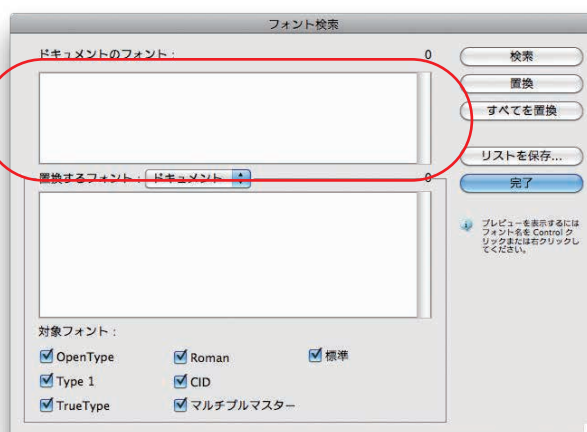 フォント検索
ドキュメントのフォント： 0
検索
置換
すべてを置換
リストを保存...
完了
置換するフォント： ドキュメント 0
プレビューを表示するには
フォント名を Control ク
リックまたは右クリックし
てください。
対象フォント：
OpenType Roman 標準
Type 1 CID
TrueType マルチプルマスター